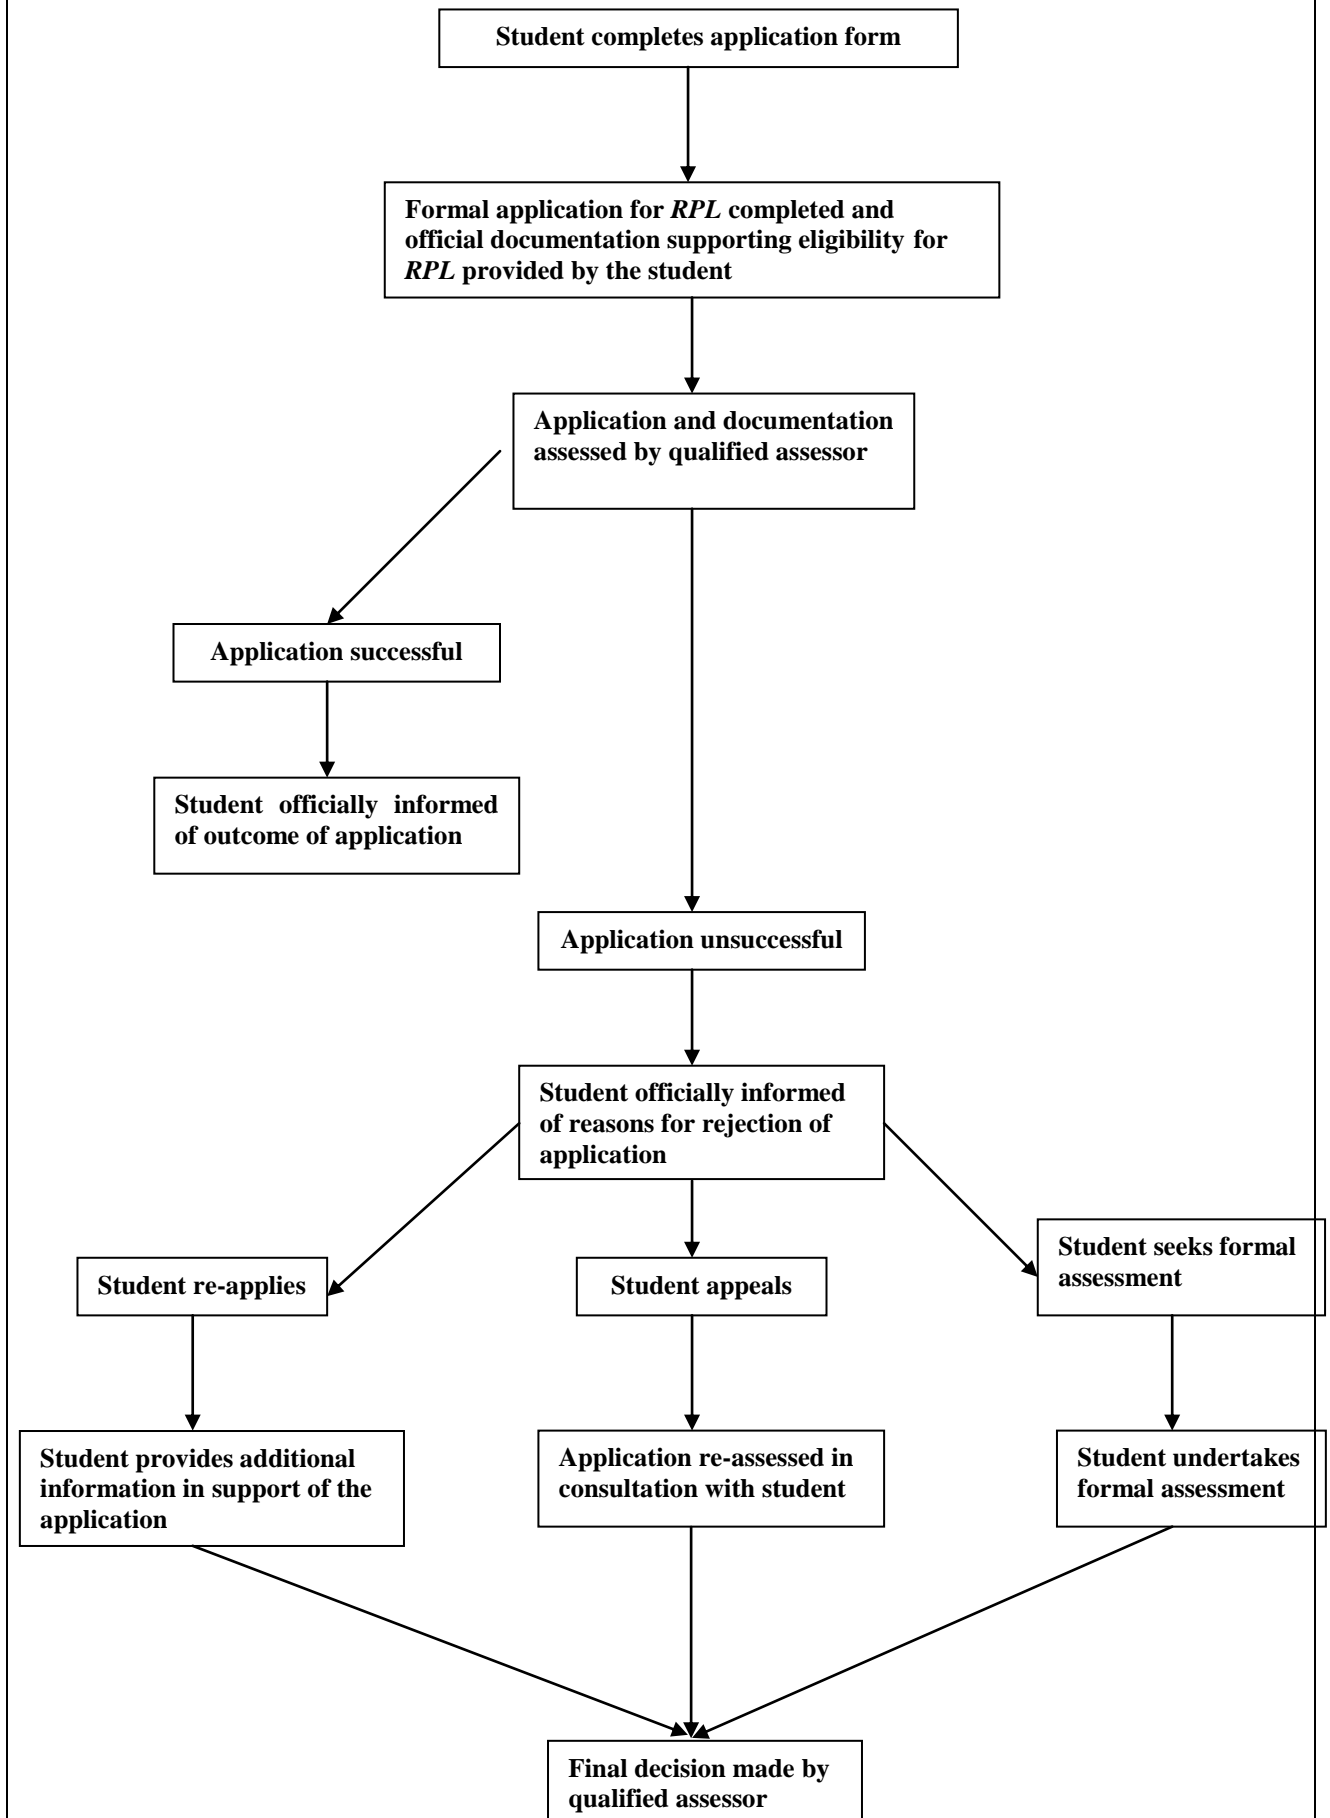 Student completes application form
Formal application for RPL completed and
official documentation supporting eligibility for
RPL provided by the student
Application and documentation
assessed by qualified assessor
Application successful
Student officially informed
of outcome of application
Application unsuccessful
Student officially informed
of reasons for rejection of
application
Student re-applies
Student appeals
Student seeks formal
assessment
Student provides additional
information in support of the
application
Application re-assessed in
consultation with student
Student undertakes
formal assessment
Final decision made by
qualified assessor